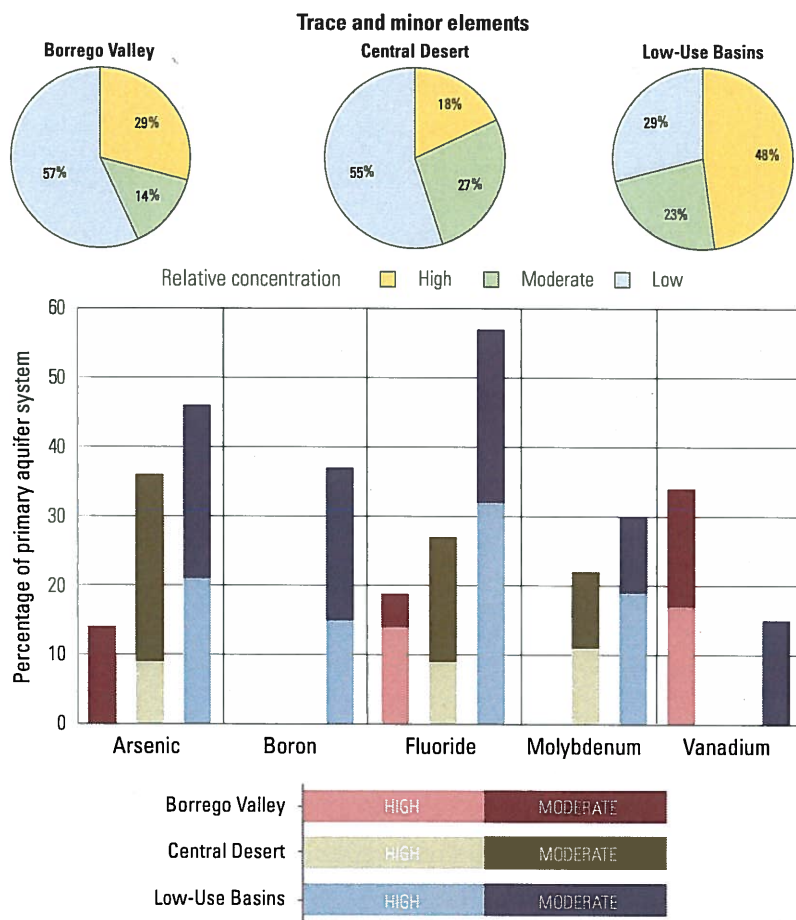 Trace and minor elements
Borrego Valley
Central Desert
Low-Use Basins
29%
57%
14%
18%
55%
27%
29%
48%
23%
Relative concentration High Moderate Low
Percentage of primary aquifer system
60
50
40
30
20
10
0
Arsenic Boron Fluoride Molybdenum Vanadium
Borrego Valley HIGH MODERATE
Central Desert HIGH MODERATE
Low-Use Basins HIGH MODERATE